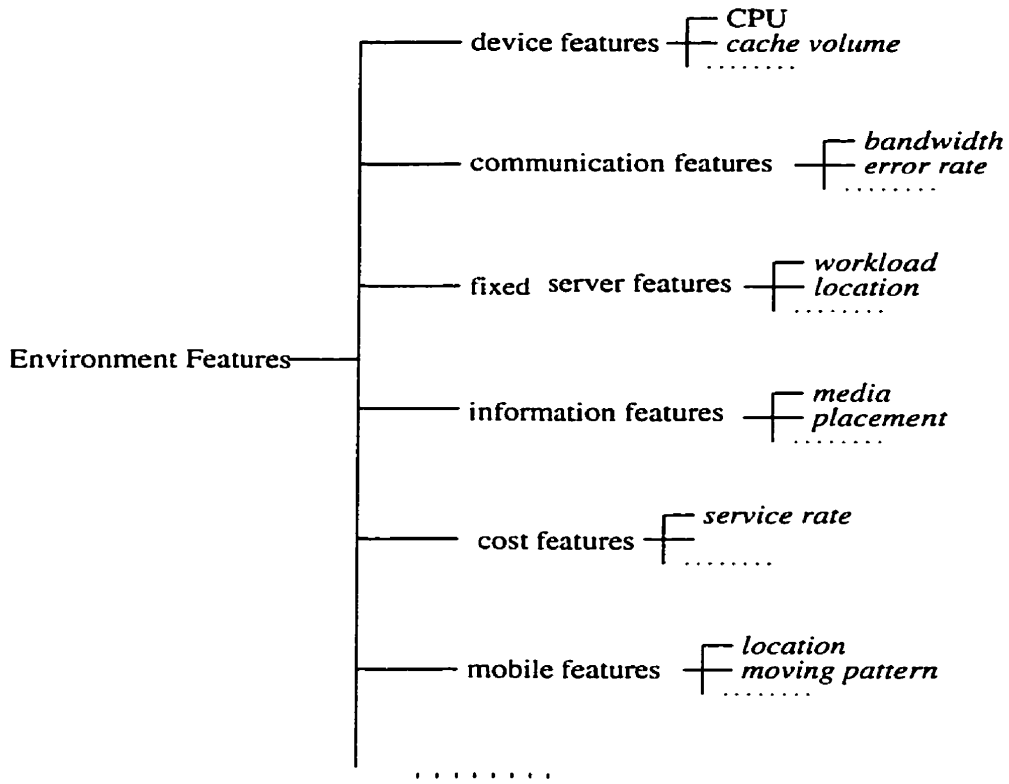 CPU
device features
cache volume
. . . . . . . .
bandwidth
communication features
error rate
. . . . . . . .
workload
fixed server features
location
. . . . . . . .
Environment Features
media
information features
placement
. . . . . . . .
service rate
cost features
. . . . . . . .
location
mobile features
moving pattern
. . . . . . . .
. . . . . . . .